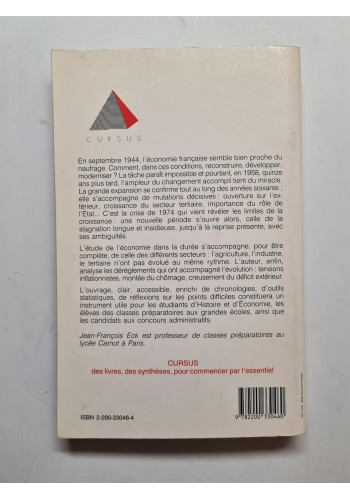 CURSUS
En septembre 1944, l'économie française semble bien proche du
naufrage. Comment, dans ces conditions, reconstruire, développer,
moderniser ? La tâche paraît impossible et pourtant, en 1958, quinze
ans plus tard, l'ampleur du changement accompli tient du miracle.
La grande expansion se confirme tout au long des années soixante ;
elle s'accompagne de mutations décisives : ouverture sur l'ex-
térieur, croissance du secteur tertiaire, importance du rôle de
l'État... C'est la crise de 1974 qui vient révéler les limites de la
croissance : une nouvelle période s'ouvre alors, celle de la
stagnation longue et insidieuse, jusqu'à la reprise présente, avec
ses ambiguïtés.
L'étude de l'économie dans la durée s'accompagne, pour être
complète, de celle des différents secteurs : l'agriculture, l'industrie,
le tertiaire n'ont pas évolué au même rythme. L'auteur, enfin,
analyse les dérèglements qui ont accompagné l'évolution : tensions
inflationnistes, montée du chômage, creusement du déficit extérieur.
L'ouvrage, clair, accessible, enrichi de chronologies, d'outils
statistiques, de réflexions sur les points difficiles constituera un
instrument utile pour les étudiants d'Histoire et d'Économie, les
élèves des classes préparatoires aux grandes écoles, ainsi que
les candidats aux concours administratifs.
Jean-François Eck est professeur de classes préparatoires au
lycée Carnot à Paris.
CURSUS
des livres, des synthèses, pour commencer par l'essentiel
ISBN 2-200-33046-4
9 782200 330460